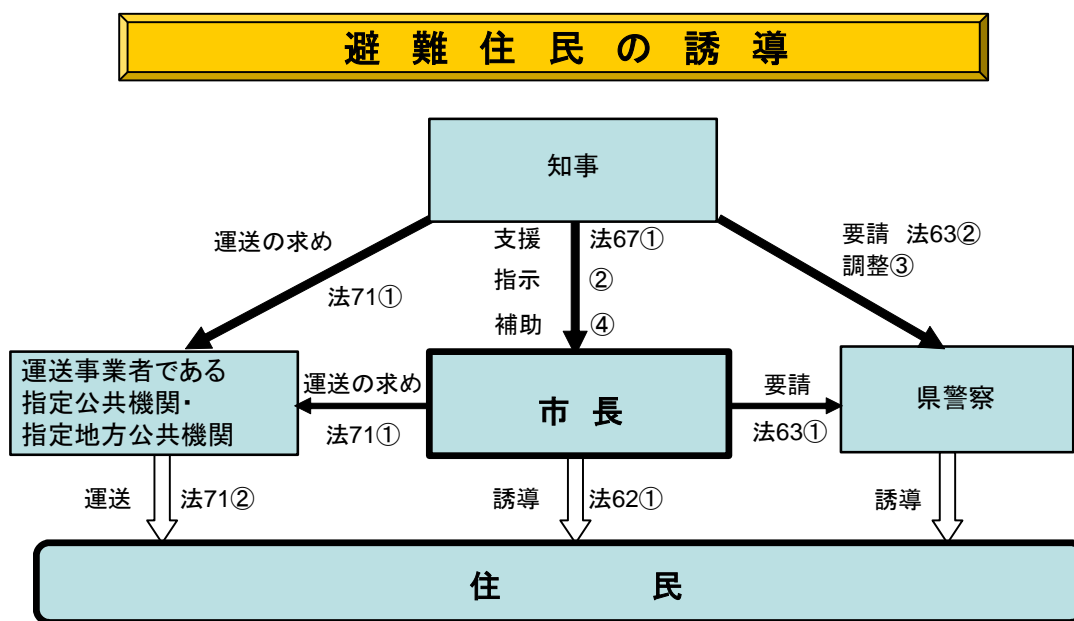 避難住民の誘導
知事
運送の求め
法71①
支援 法67①
指示 ②
補助 ④
要請 法63②
調整③
運送事業者である
指定公共機関・
指定地方公共機関
運送の求め
法71①
市長
要請
法63①
県警察
運送 法71②
誘導 法62①
誘導
住民